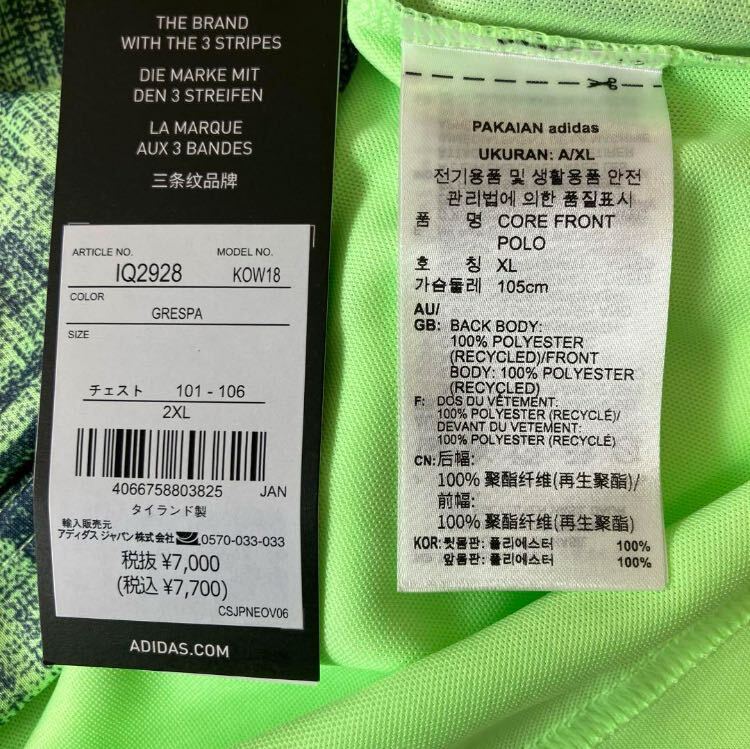 THE BRAND
WITH THE 3 STRIPES
DIE MARKE MIT
DEN 3 STREIFEN
LA MARQUE
AUX 3 BANDES
三条纹品牌
ARTICLE NO.
MODEL NO.
IQ2928
KOW18
COLOR
GRESPA
SIZE
チェスト 101 - 106
2XL
4066758803825 JAN
タイランド製
輸入販売元
アディダス ジャパン株式会社 0570-033-033
税抜 ¥7,000
(税込 ¥7,700)
CSJPNEOV06
ADIDAS.COM
PAKAIAN adidas
UKURAN: A/XL
전기용품 및 생활용품 안전
관리법에 의한 품질표시
품 명 CORE FRONT
POLO
호 칭 XL
가슴둘레 105cm
AU/
GB: BACK BODY:
100% POLYESTER
(RECYCLED)/FRONT
BODY: 100% POLYESTER
(RECYCLED)
F: DOS DU VÊTEMENT:
100% POLYESTER (RECYCLÉ)/
DEVANT DU VÊTEMENT:
100% POLYESTER (RECYCLÉ)
CN: 后幅:
100% 聚酯纤维(再生聚酯)/
前幅:
100% 聚酯纤维(再生聚酯)
KOR: 뒷몸판: 폴리에스터 100%
앞몸판: 폴리에스터 100%